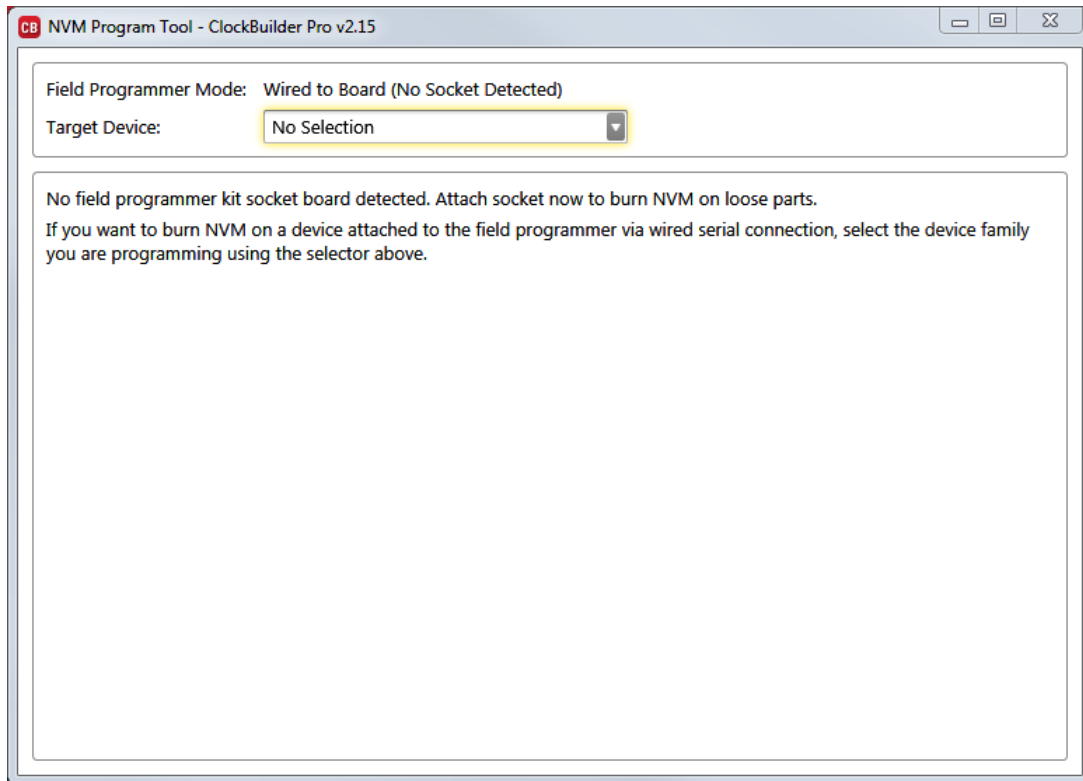 CB NVM Program Tool - ClockBuilder Pro v2.15
Field Programmer Mode: Wired to Board (No Socket Detected)
Target Device: No Selection
No field programmer kit socket board detected. Attach socket now to burn NVM on loose parts.
If you want to burn NVM on a device attached to the field programmer via wired serial connection, select the device family
you are programming using the selector above.